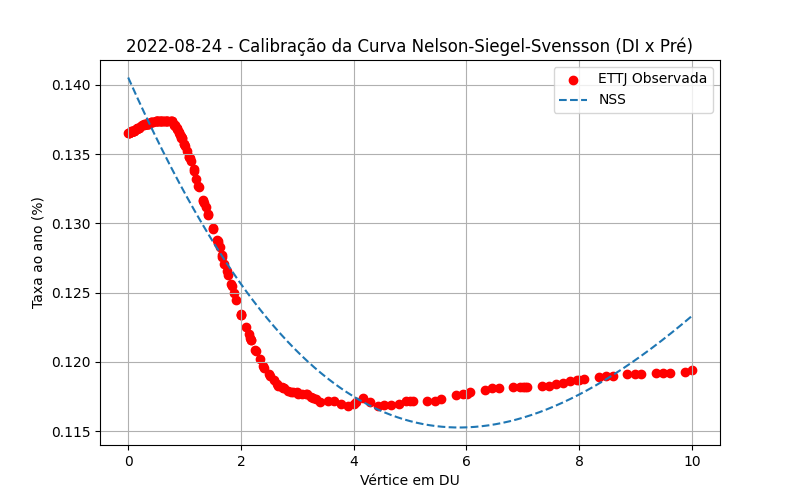 2022-08-24 - Calibração da Curva Nelson-Siegel-Svensson (DI x Pré)
ETTJ Observada
NSS
Taxa ao ano (%)
0.140
0.135
0.130
0.125
0.120
0.115
0 2 4 6 8 10
Vértice em DU